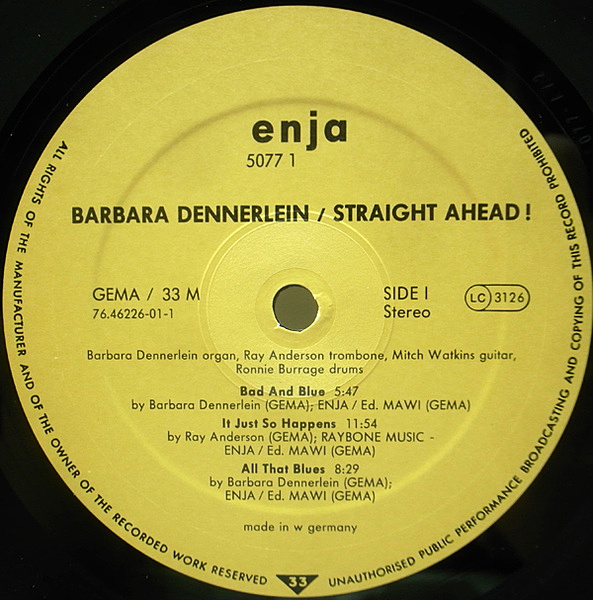 enja
5077 1
BARBARA DENNERLEIN / STRAIGHT AHEAD!
GEMA / 33 M
76.46226-01-1
SIDE I
Stereo
LC 3126
Barbara Dennerlein organ, Ray Anderson trombone, Mitch Watkins guitar,
Ronnie Burrage drums
Bad And Blue 5:47
by Barbara Dennerlein (GEMA); ENJA / Ed. MAWI (GEMA)
It Just So Happens 11:54
by Ray Anderson (GEMA); RAYBONE MUSIC -
ENJA / Ed. MAWI (GEMA)
All That Blues 8:29
by Barbara Dennerlein (GEMA);
ENJA / Ed. MAWI (GEMA)
made in w germany
ALL RIGHTS OF THE MANUFACTURER AND OF THE OWNER OF THE RECORDED WORK RESERVED
33
UNAUTHORISED PUBLIC PERFORMANCE BROADCASTING AND COPYING OF THIS RECORD PROHIBITED